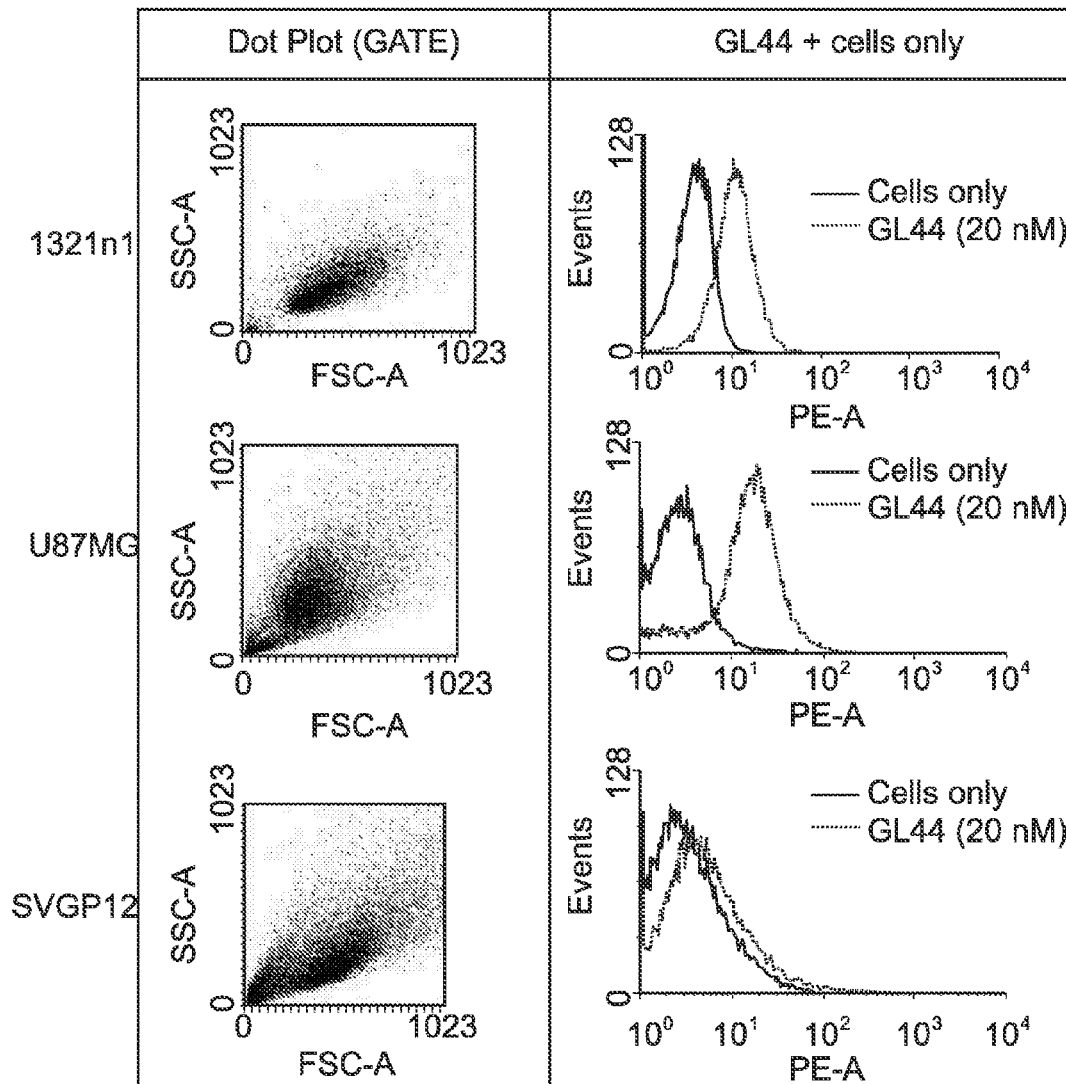 Dot Plot (GATE)
GL44 + cells only
1321n1
1023
SSC-A
0
0
1023
FSC-A
128
Events
0
Cells only
GL44 (20 nM)
10⁰
10¹
10²
10³
10⁴
PE-A
U87MG
1023
SSC-A
0
0
1023
FSC-A
128
Events
0
Cells only
GL44 (20 nM)
10⁰
10¹
10²
10³
10⁴
PE-A
SVGP12
1023
SSC-A
0
0
1023
FSC-A
128
Events
0
Cells only
GL44 (20 nM)
10⁰
10¹
10²
10³
10⁴
PE-A